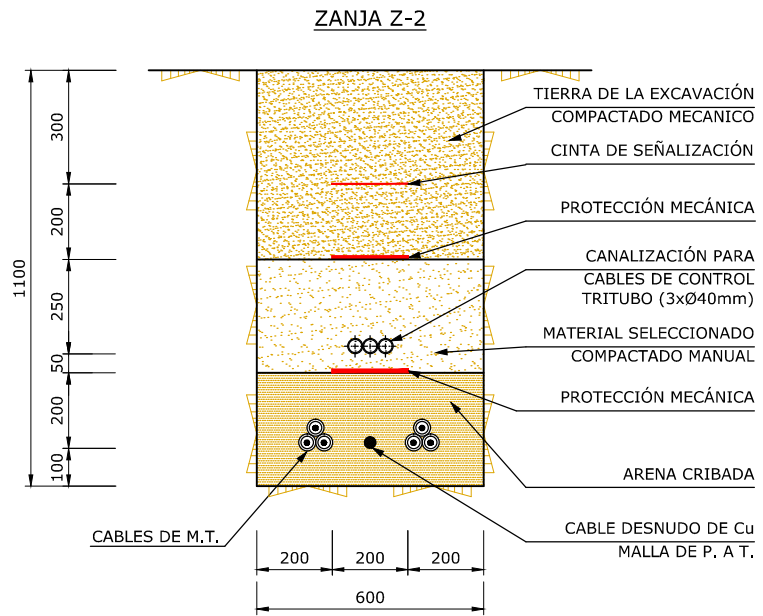 ZANJA Z-2
TIERRA DE LA EXCAVACIÓN
COMPACTADO MECANICO
CINTA DE SEÑALIZACIÓN
PROTECCIÓN MECÁNICA
CANALIZACIÓN PARA
CABLES DE CONTROL
TRITUBO (3xØ40mm)
MATERIAL SELECCIONADO
COMPACTADO MANUAL
PROTECCIÓN MECÁNICA
ARENA CRIBADA
CABLE DESNUDO DE Cu
MALLA DE P. A T.
CABLES DE M.T.
1100
300
200
250
50
200
100
200
200
200
600